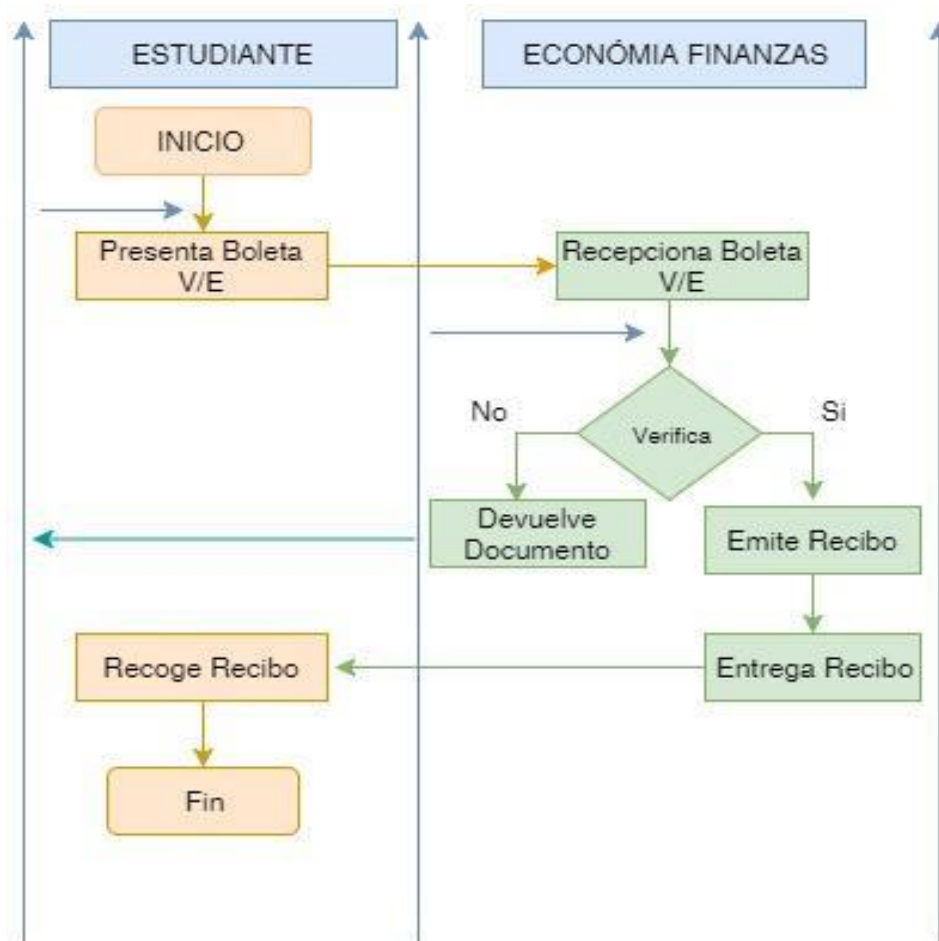 ESTUDIANTE
ECONÓMIA FINANZAS
INICIO
Presenta Boleta
V/E
Recepciona Boleta
V/E
No
Si
Verifica
Devuelve
Documento
Emite Recibo
Recoge Recibo
Entrega Recibo
Fin